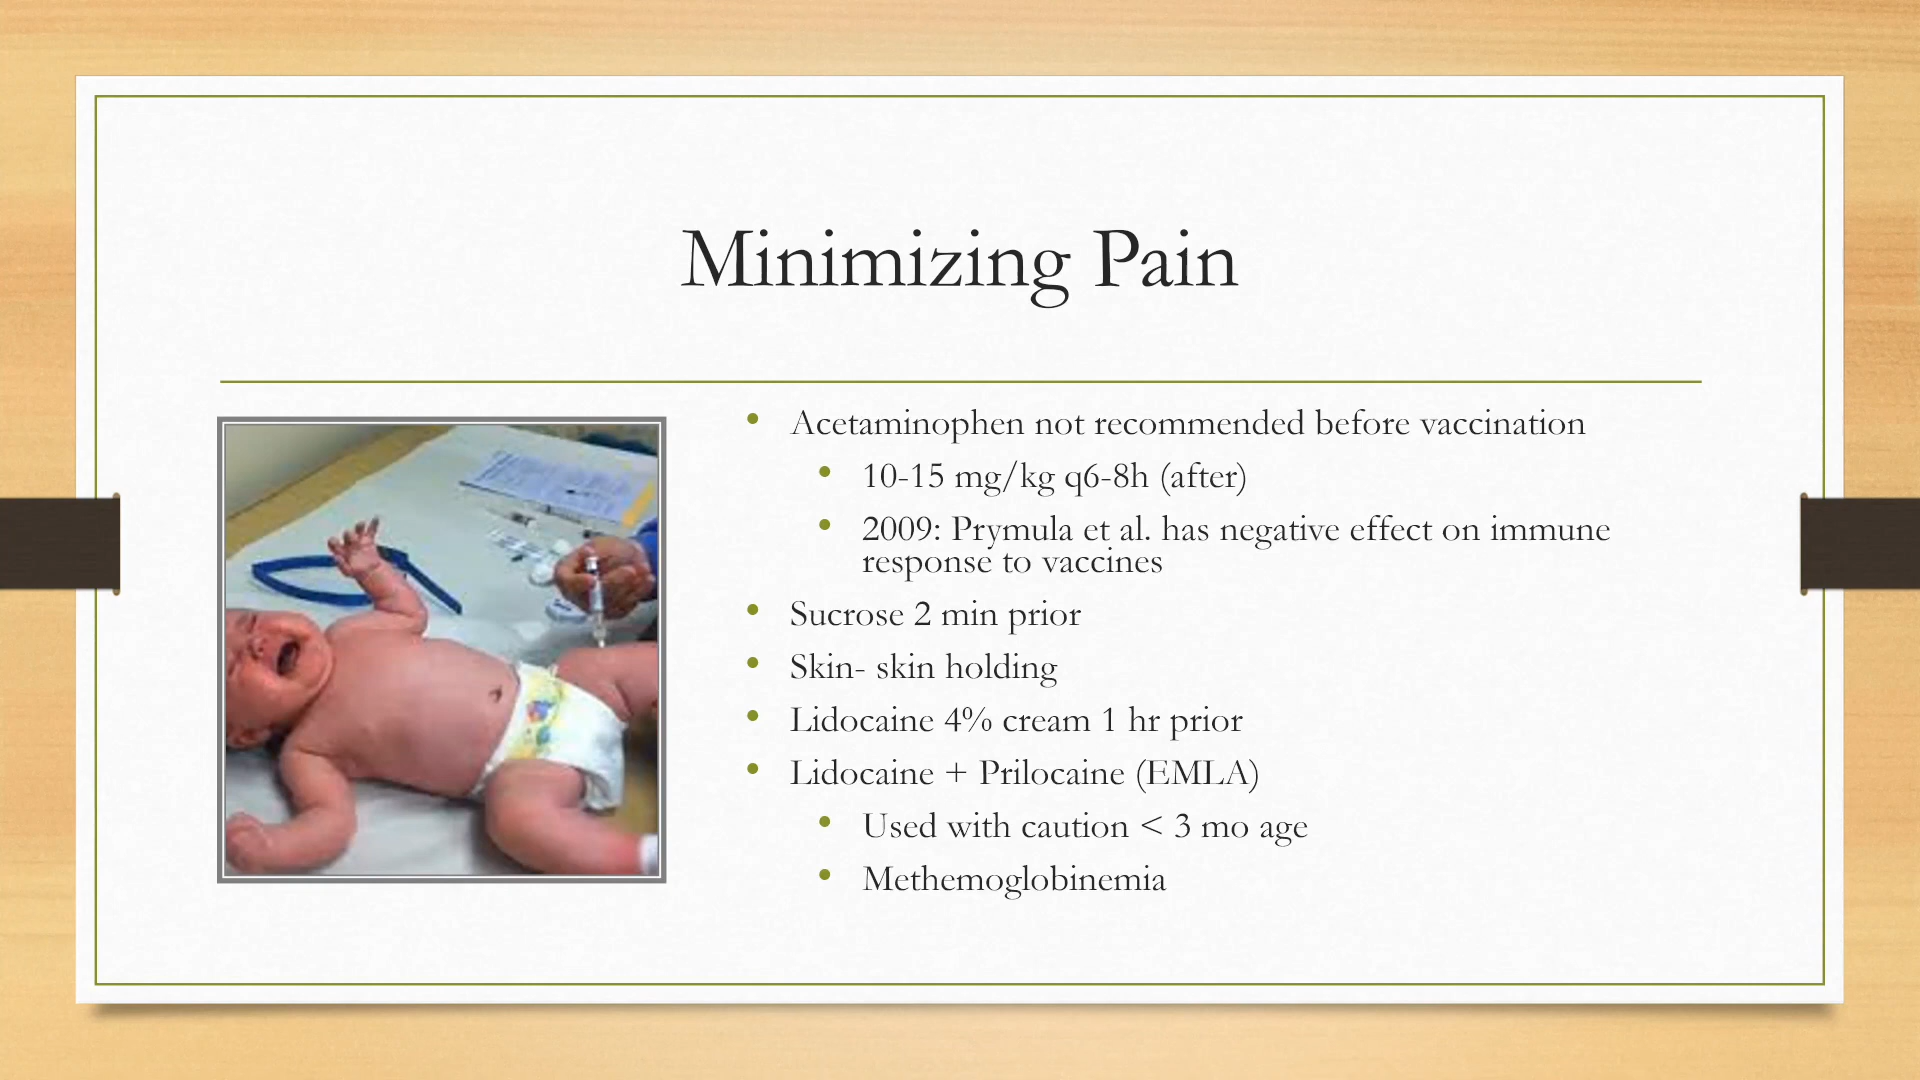 Minimizing Pain
• Acetaminophen not recommended before vaccination
• 10-15 mg/kg q6-8h (after)
• 2009: Prymula et al. has negative effect on immune
response to vaccines
• Sucrose 2 min prior
• Skin- skin holding
• Lidocaine 4% cream 1 hr prior
• Lidocaine + Prilocaine (EMLA)
• Used with caution < 3 mo age
• Methemoglobinemia